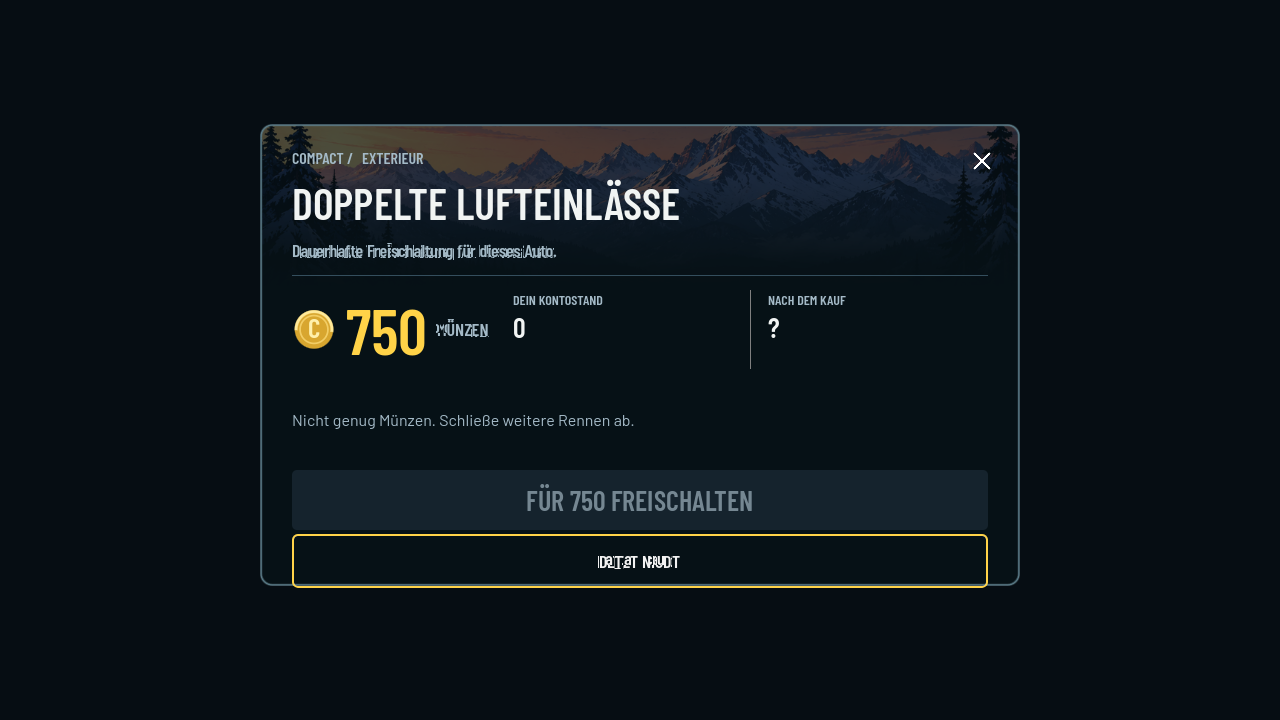 COMPACT / EXTERIEUR
DOPPELTE LUFTEINLÄSSE
Dauerhafte Freischaltung für dieses Auto.
C 750 MÜNZEN
DEIN KONTOSTAND
0
NACH DEM KAUF
?
Nicht genug Münzen. Schließe weitere Rennen ab.
FÜR 750 FREISCHALTEN